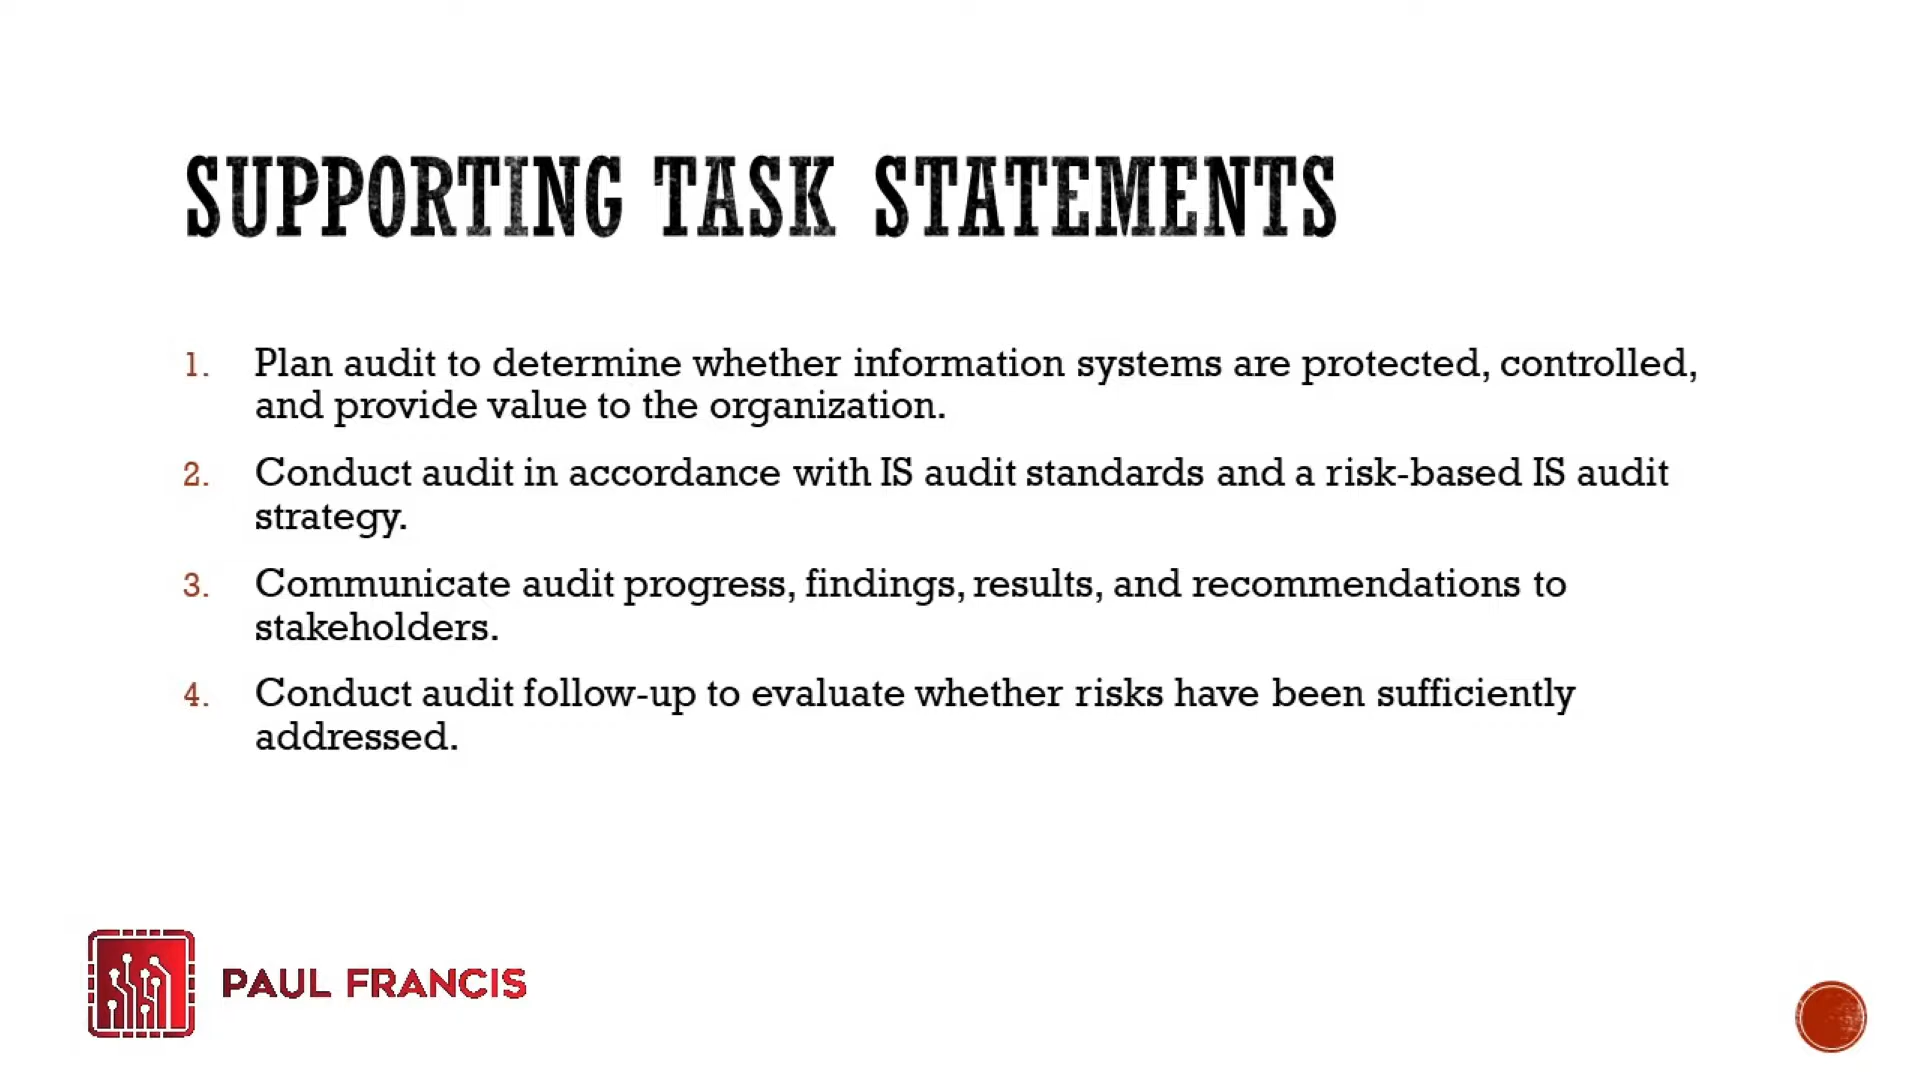 SUPPORTING TASK STATEMENTS
1. Plan audit to determine whether information systems are protected, controlled,
and provide value to the organization.
2. Conduct audit in accordance with IS audit standards and a risk-based IS audit
strategy.
3. Communicate audit progress, findings, results, and recommendations to
stakeholders.
4. Conduct audit follow-up to evaluate whether risks have been sufficiently
addressed.
PAUL FRANCIS